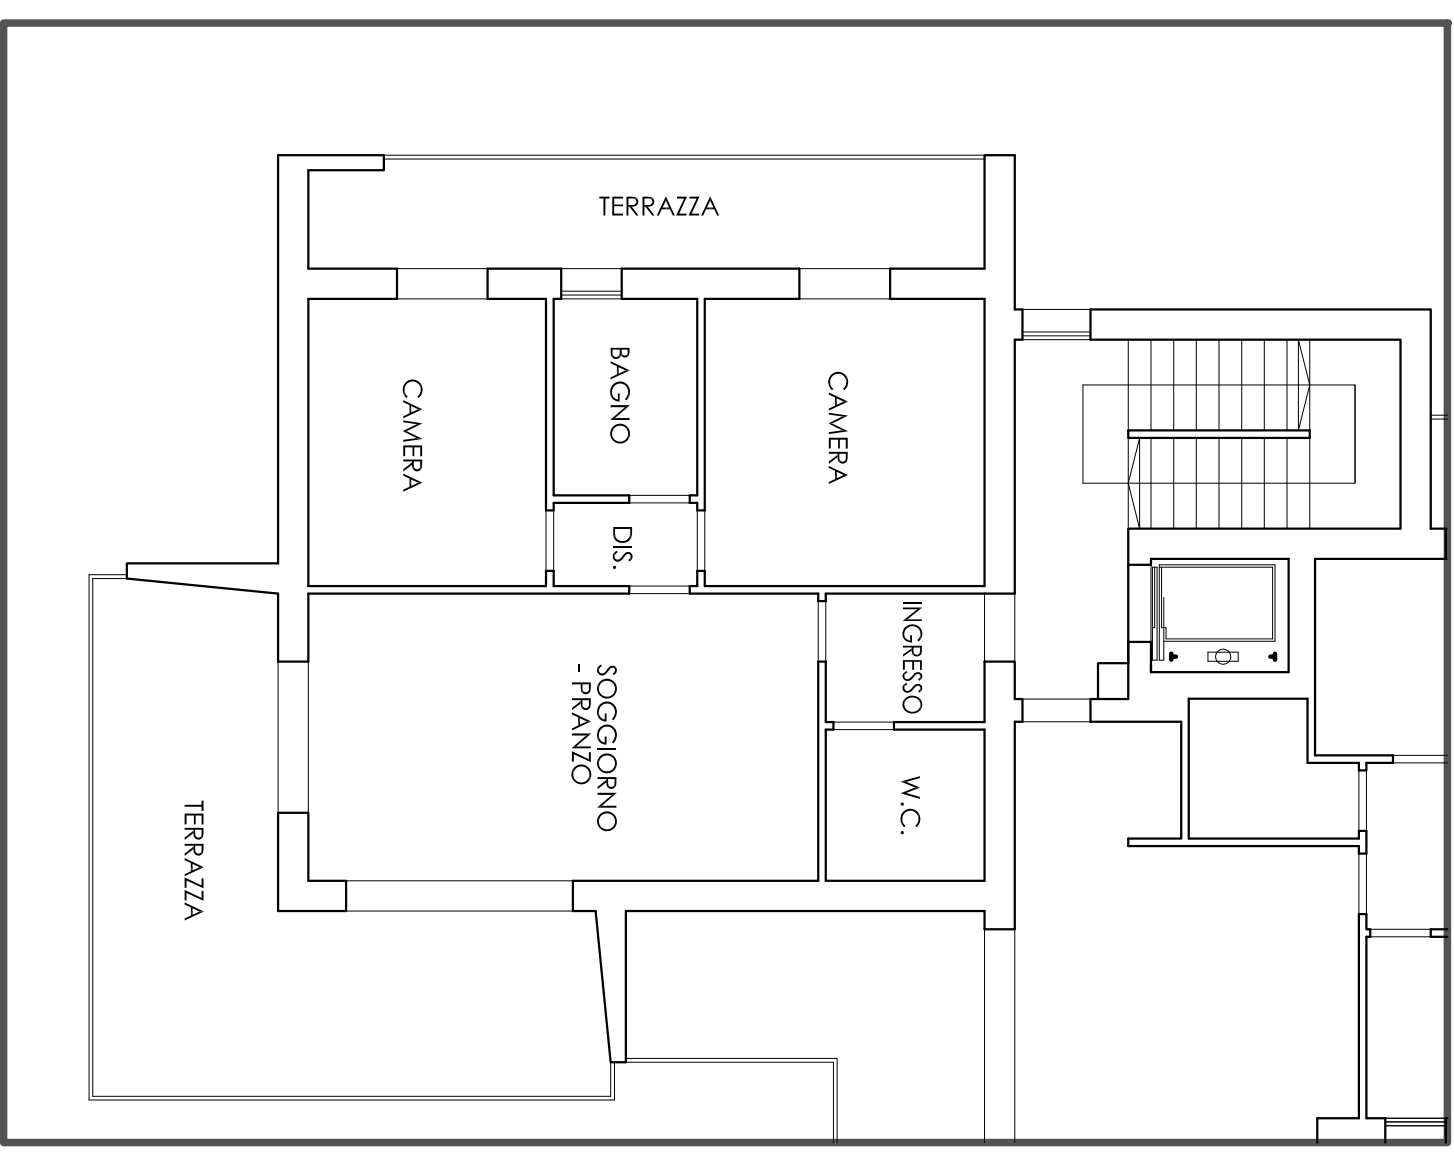 TERRAZZA
CAMERA
BAGNO
CAMERA
DIS.
INGRESSO
SOGGIORNO
- PRANZO
W.C.
TERRAZZA